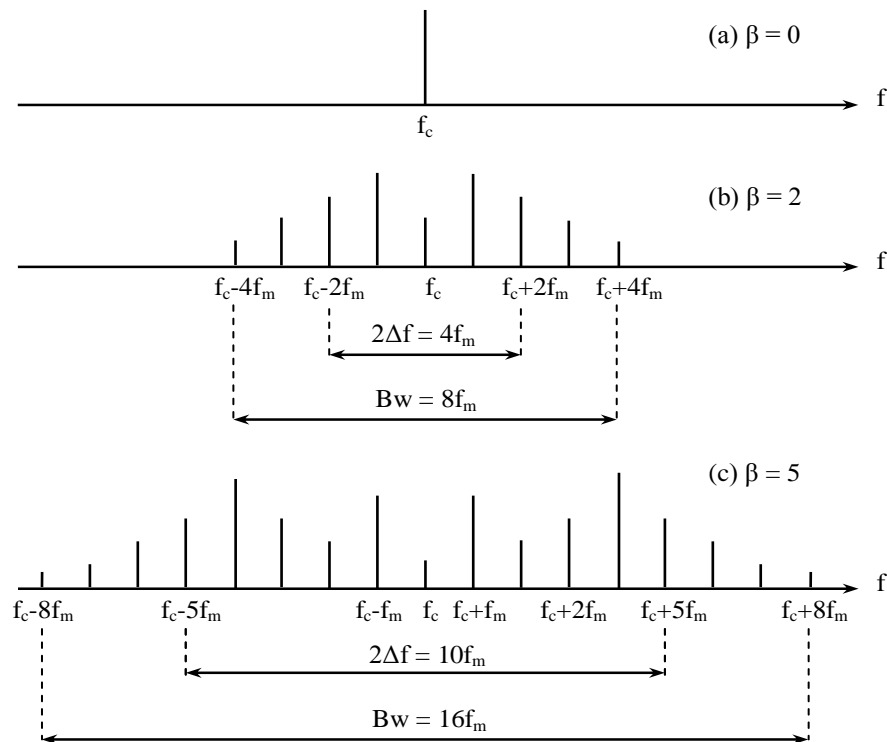 (a) β = 0
f
f_c
(b) β = 2
f
f_c-4f_m f_c-2f_m f_c f_c+2f_m f_c+4f_m
2Δf = 4f_m
Bw = 8f_m
(c) β = 5
f
f_c-8f_m f_c-5f_m f_c-f_m f_c f_c+f_m f_c+2f_m f_c+5f_m f_c+8f_m
2Δf = 10f_m
Bw = 16f_m